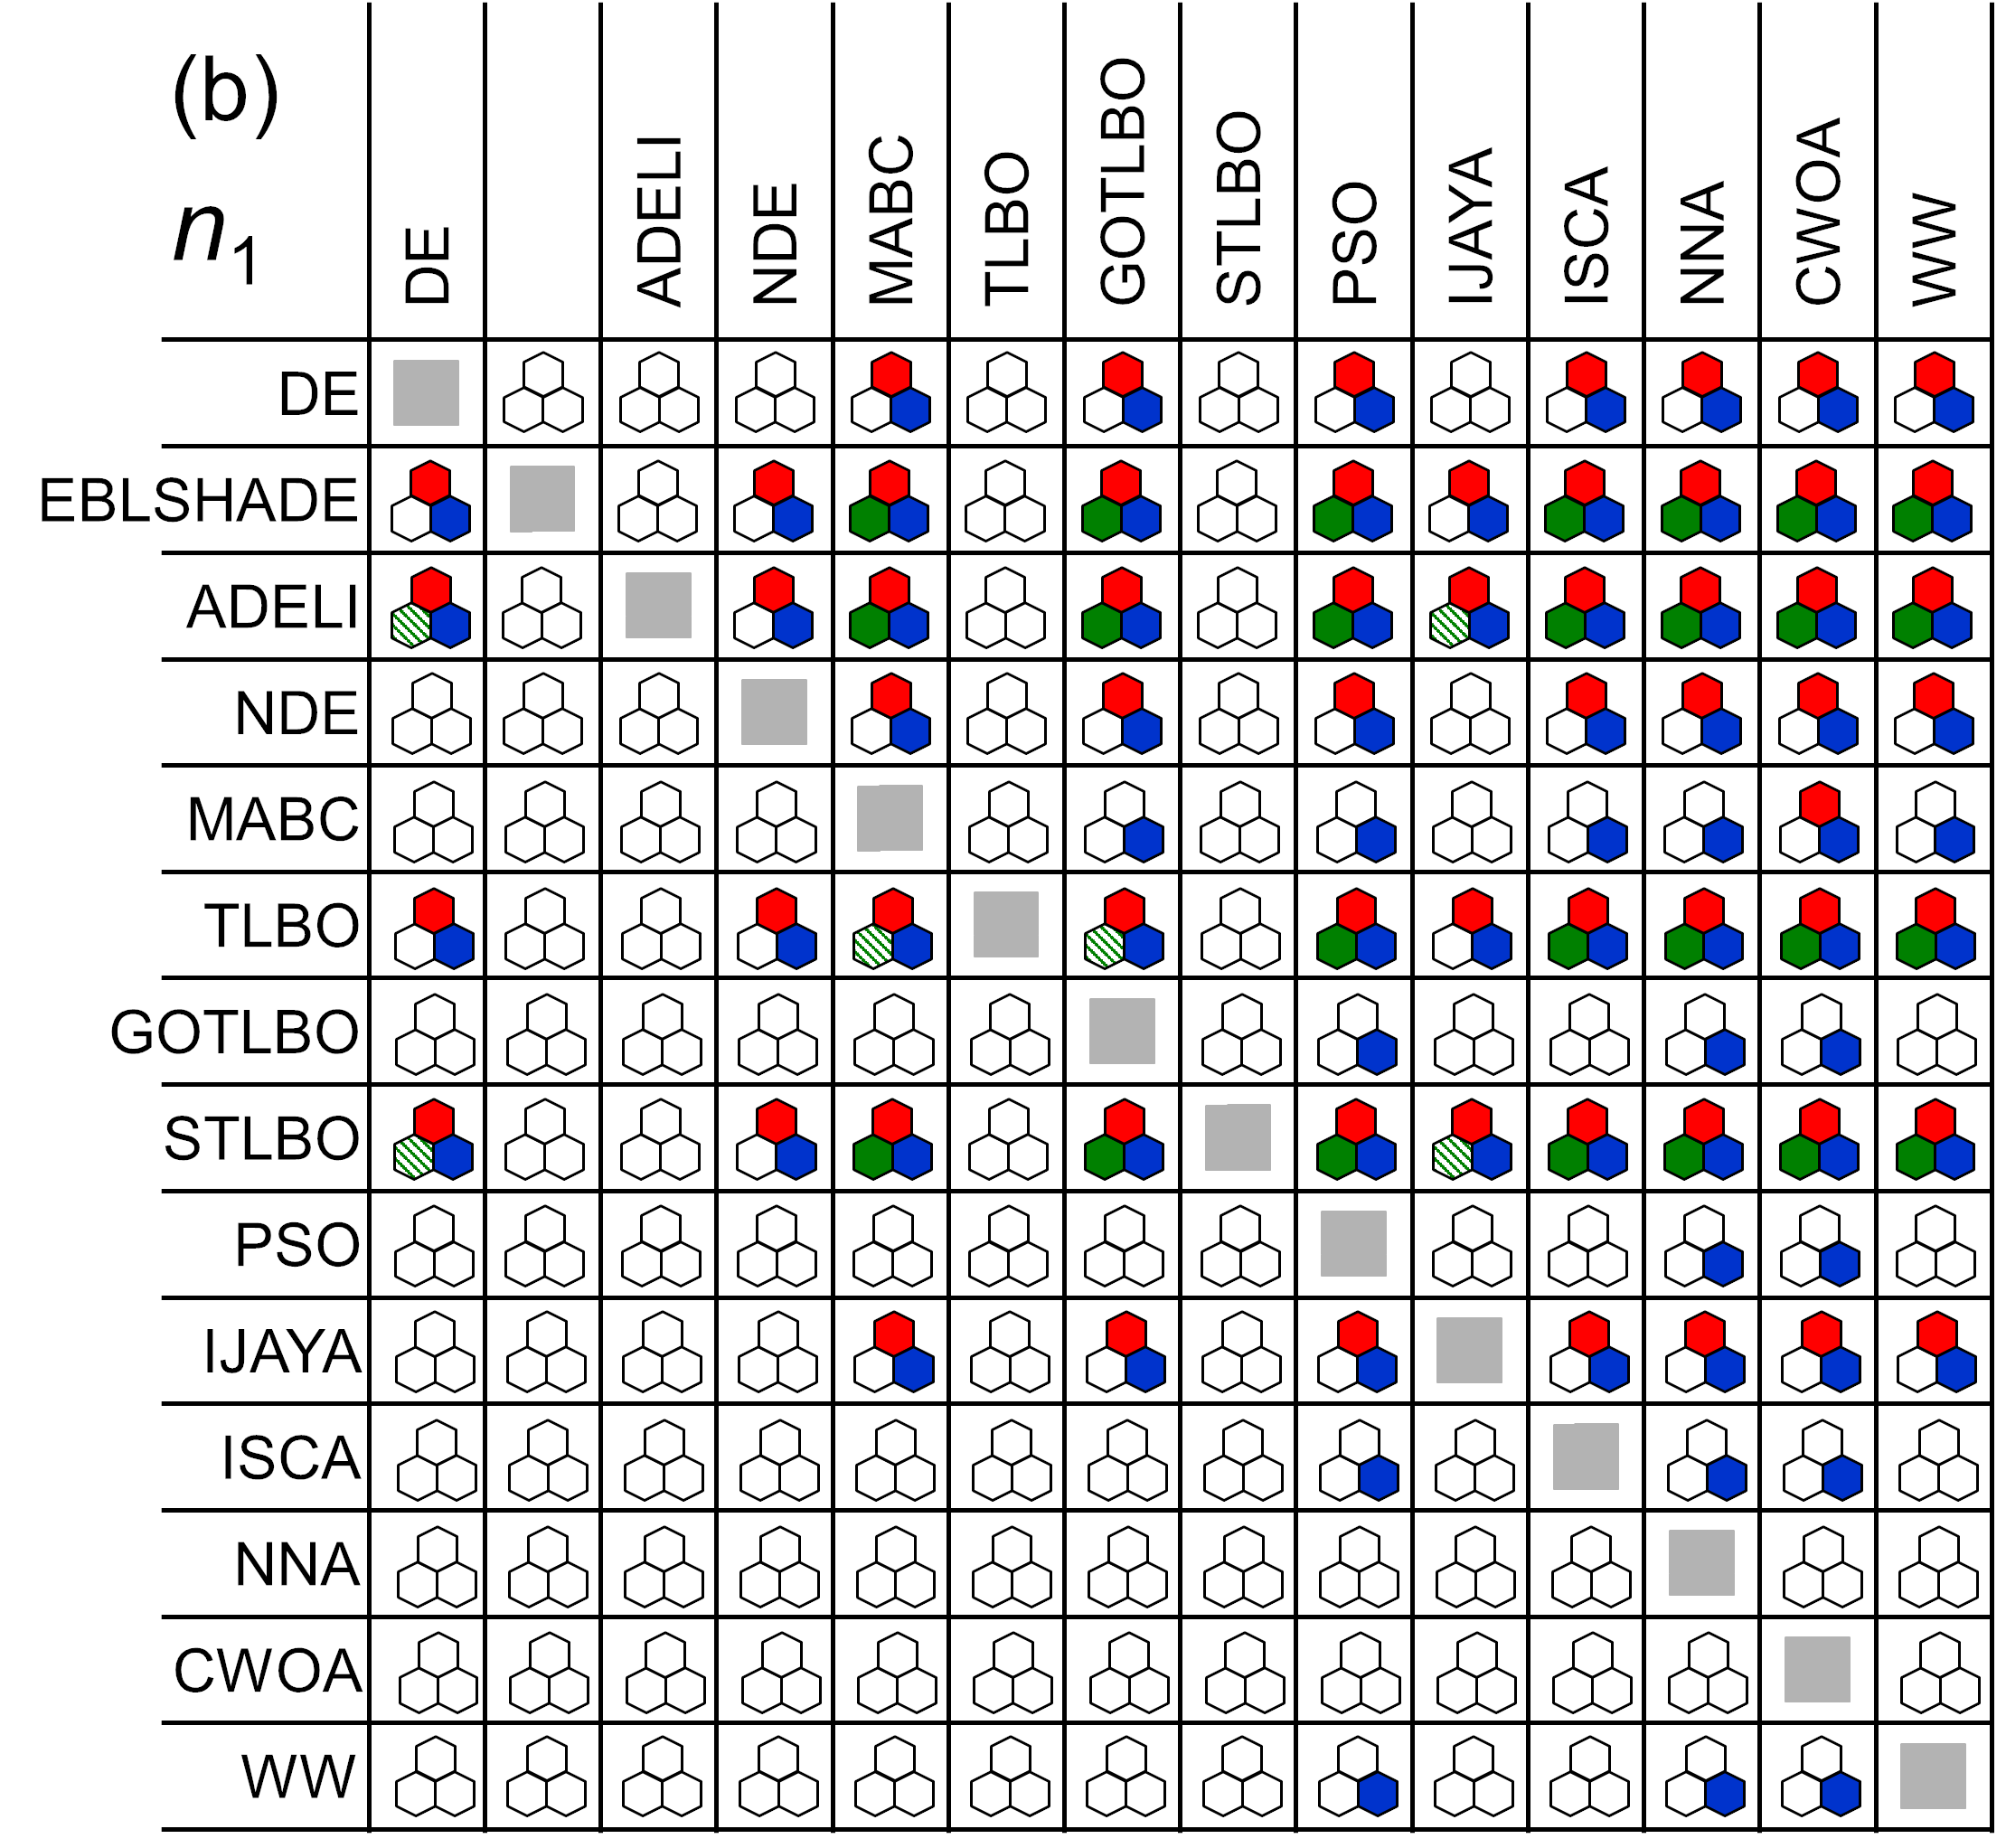 (b)
n1
DE
ADELI
NDE
MABC
TLBO
GOTLBO
STLBO
PSO
IJAYA
ISCA
NNA
CWOA
WW
DE
EBLSHADE
ADELI
NDE
MABC
TLBO
GOTLBO
STLBO
PSO
IJAYA
ISCA
NNA
CWOA
WW